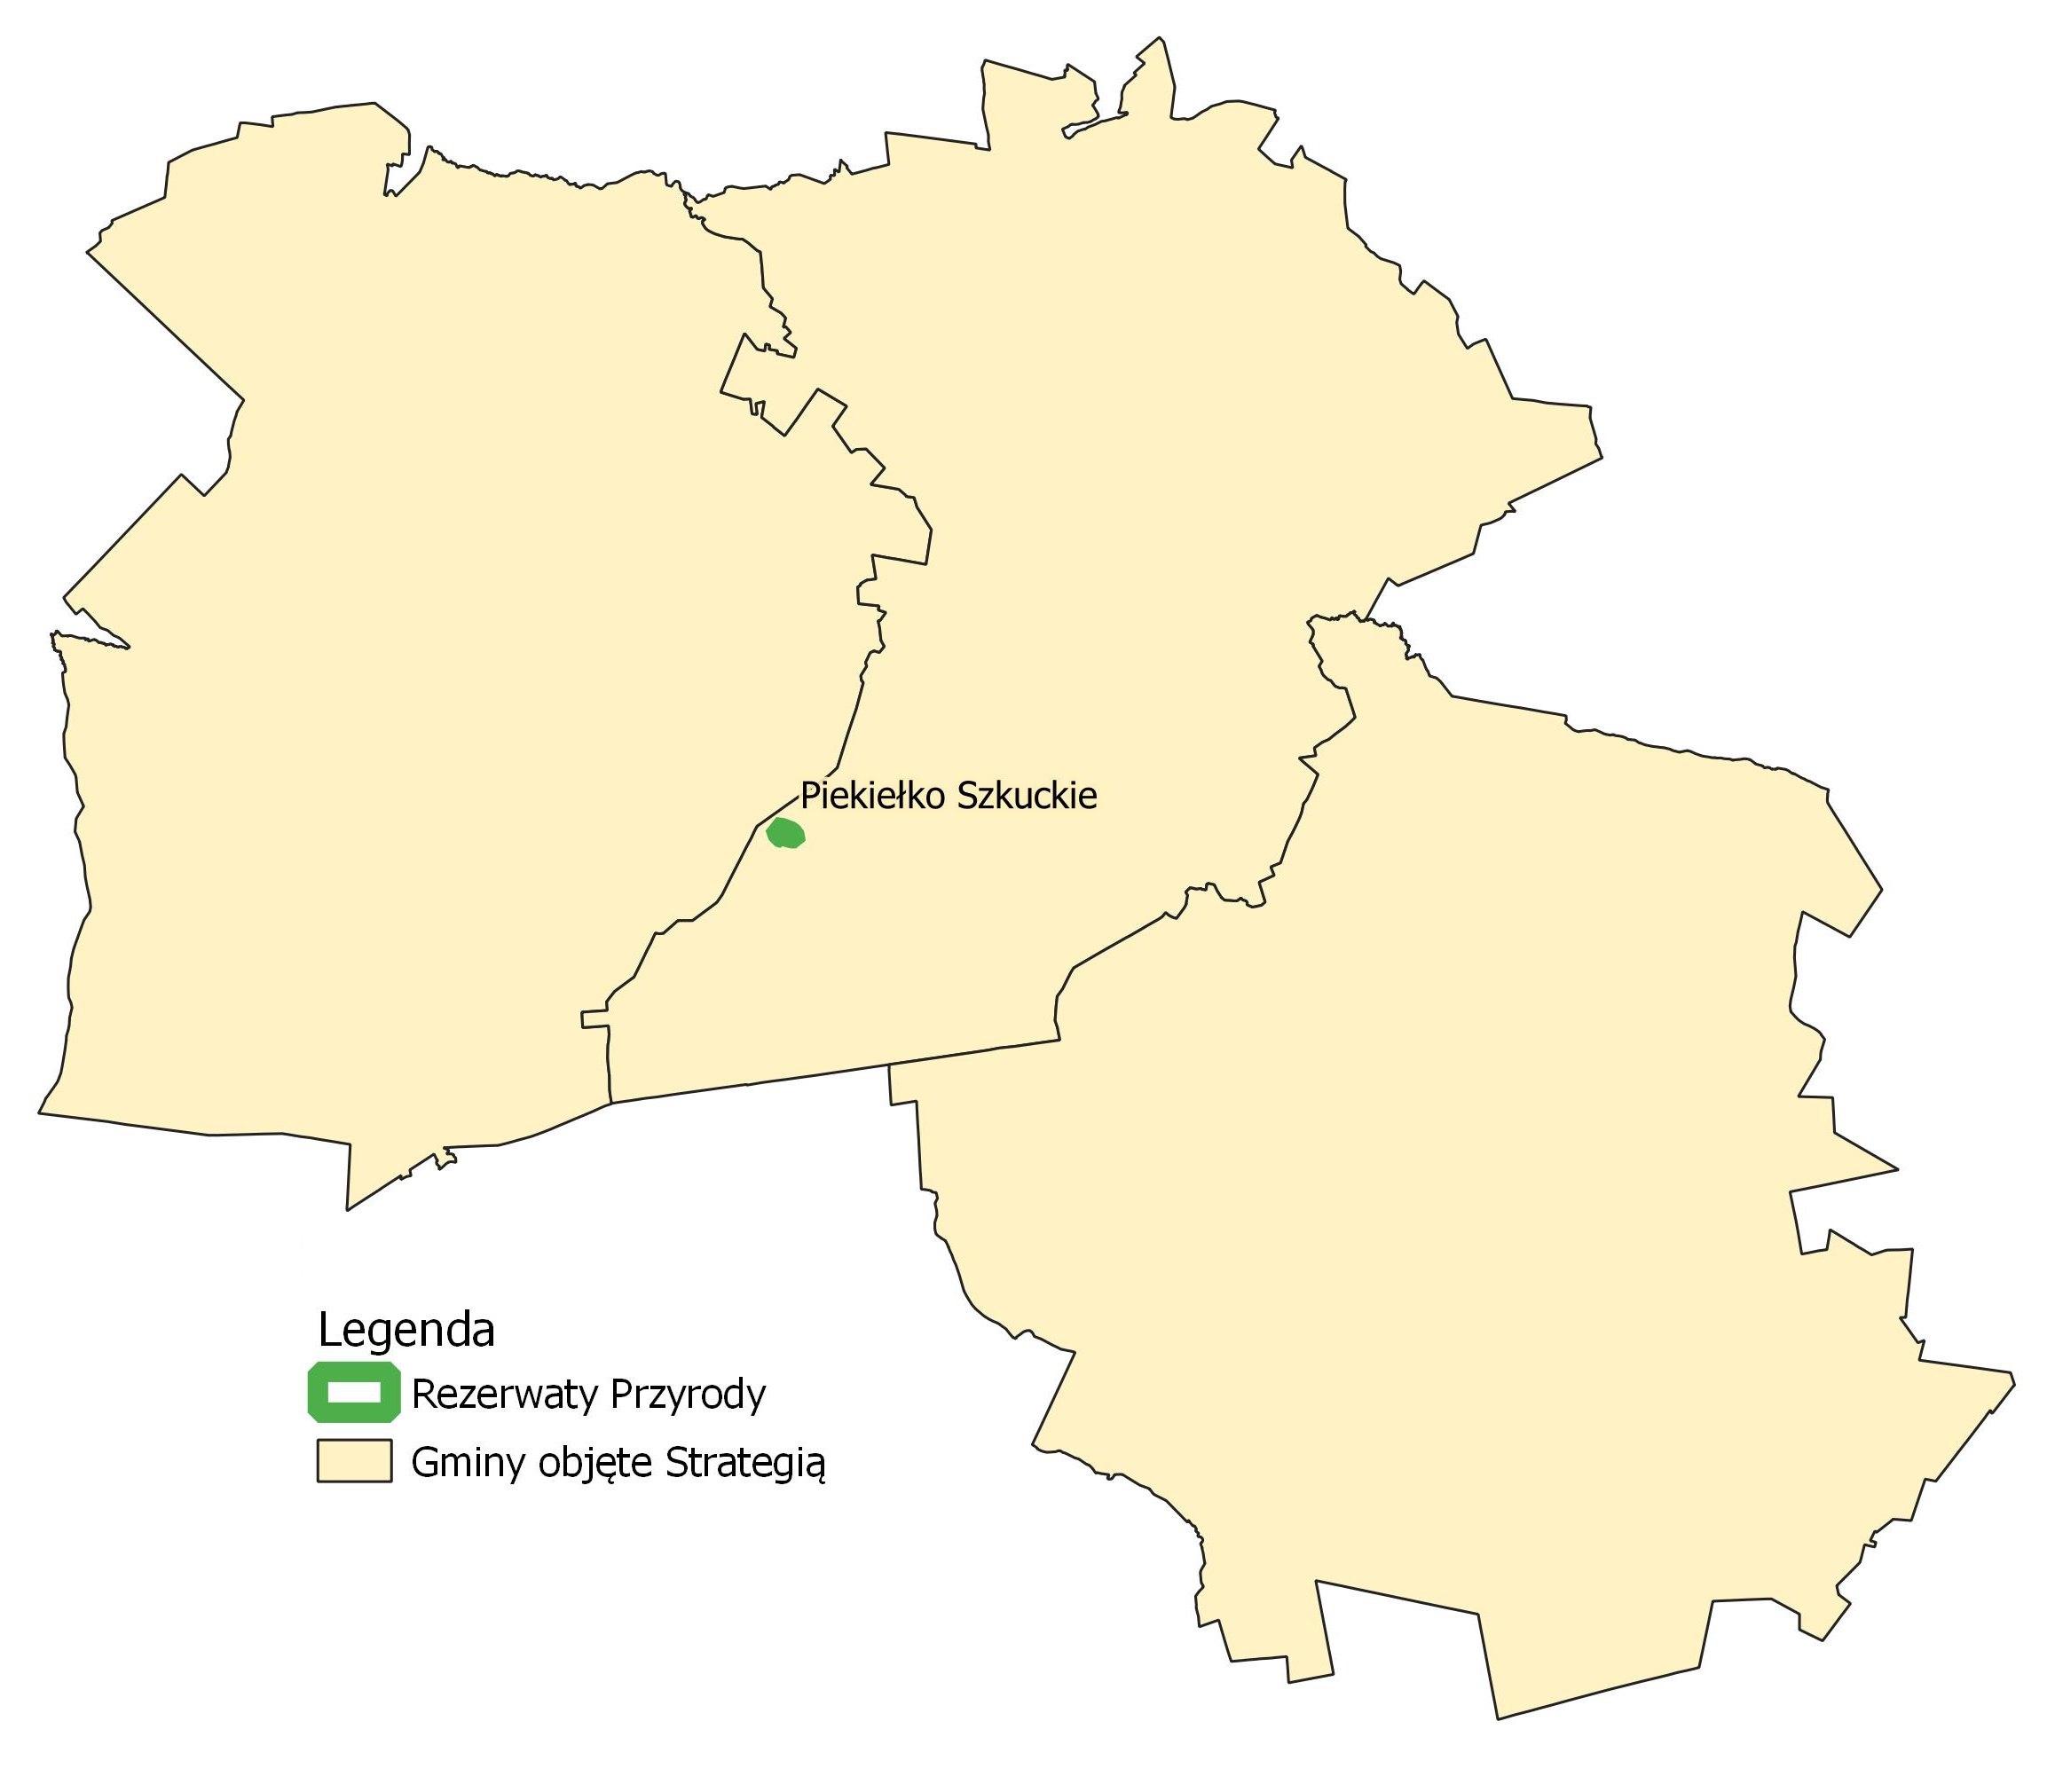 Piekiełko Szkuckie
Legenda
Rezerwaty Przyrody
Gminy objęte Strategią